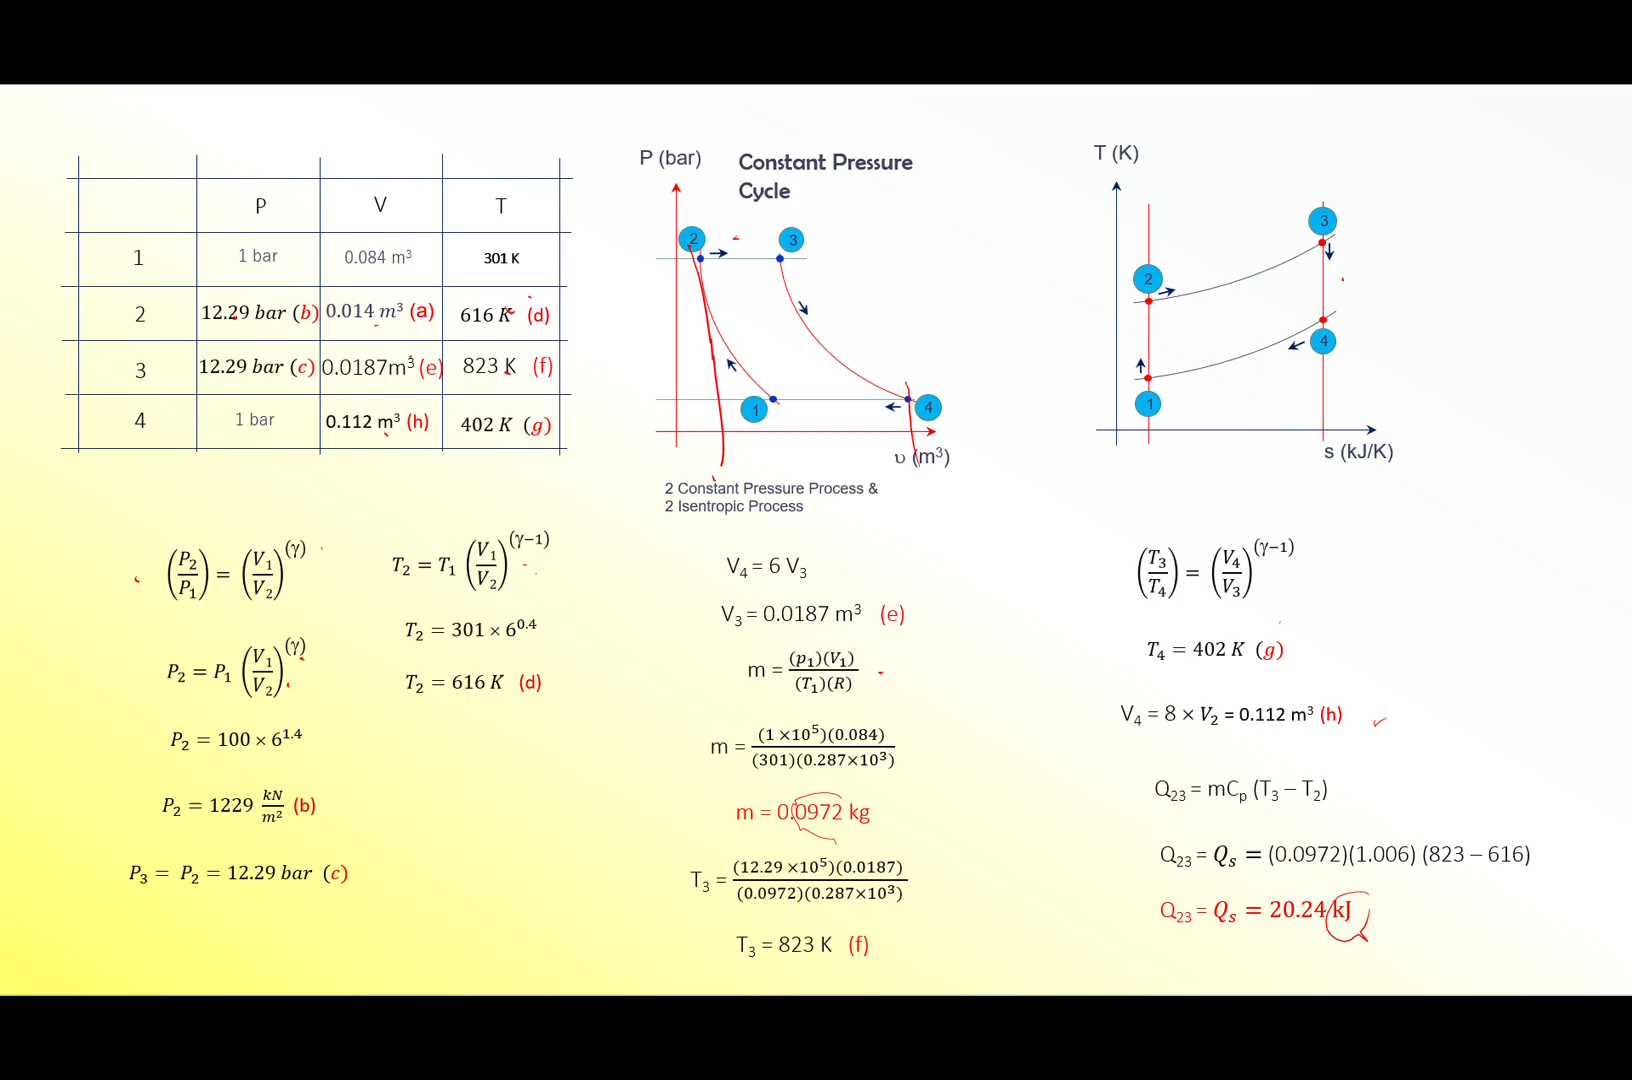 P V T
1 1 bar 0.084 m³ 301 K
2 12.29 bar (b) 0.014 m³ (a) 616 K (d)
3 12.29 bar (c) 0.0187m³ (e) 823 K (f)
4 1 bar 0.112 m³ (h) 402 K (g)
P (bar)
Constant Pressure
Cycle
2 3
1 4
υ (m³)
2 Constant Pressure Process &
2 Isentropic Process
T (K)
3
2
4
1
s (kJ/K)
(P₂/P₁) = (V₁/V₂)^(γ)
P₂ = P₁ (V₁/V₂)^(γ)
P₂ = 100 × 6^1.4
P₂ = 1229 kN/m² (b)
P₃ = P₂ = 12.29 bar (c)
T₂ = T₁ (V₁/V₂)^(γ−1)
T₂ = 301 × 6^0.4
T₂ = 616 K (d)
V₄ = 6 V₃
V₃ = 0.0187 m³ (e)
m = (p₁)(V₁)/(T₁)(R)
m = (1 ×10⁵)(0.084)/(301)(0.287×10³)
m = 0.0972 kg
T₃ = (12.29 ×10⁵)(0.0187)/(0.0972)(0.287×10³)
T₃ = 823 K (f)
(T₃/T₄) = (V₄/V₃)^(γ−1)
T₄ = 402 K (g)
V₄ = 8 × V₂ = 0.112 m³ (h)
Q₂₃ = mCp (T₃ − T₂)
Q₂₃ = Qs = (0.0972)(1.006) (823 − 616)
Q₂₃ = Qs = 20.24 kJ